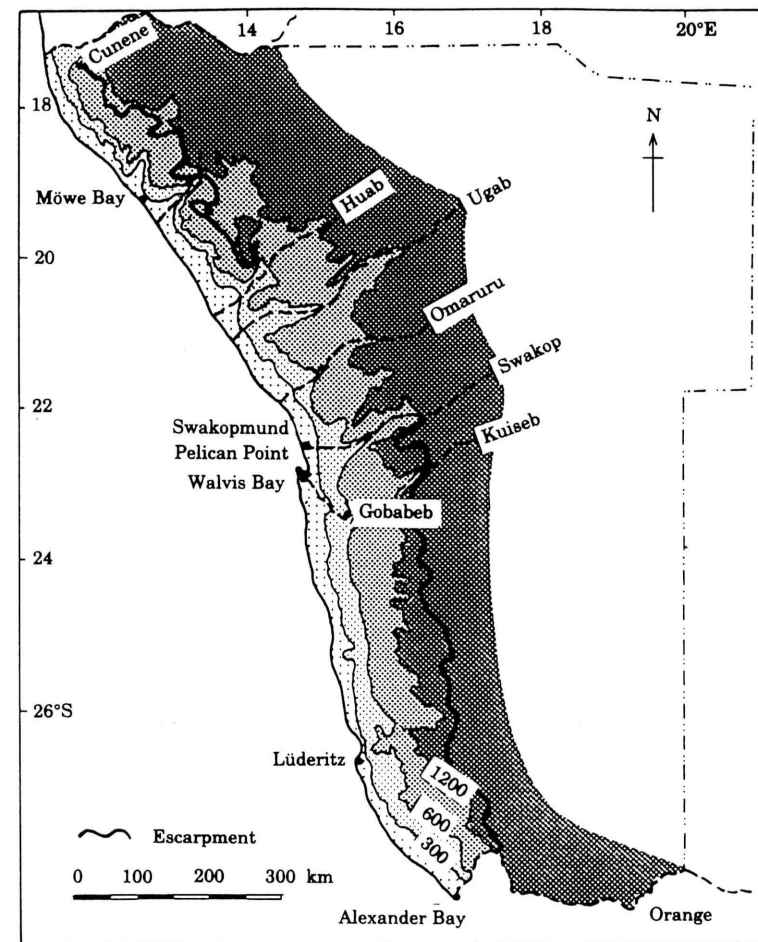 14 16 18 20°E
Cunene
18
N
Möwe Bay
Huab
Ugab
20
Omaruru
Swakop
22
Swakopmund
Pelican Point
Kuiseb
Walvis Bay
Gobabeb
24
26°S
Lüderitz
1200
600
300
Escarpment
0 100 200 300 km
Alexander Bay
Orange